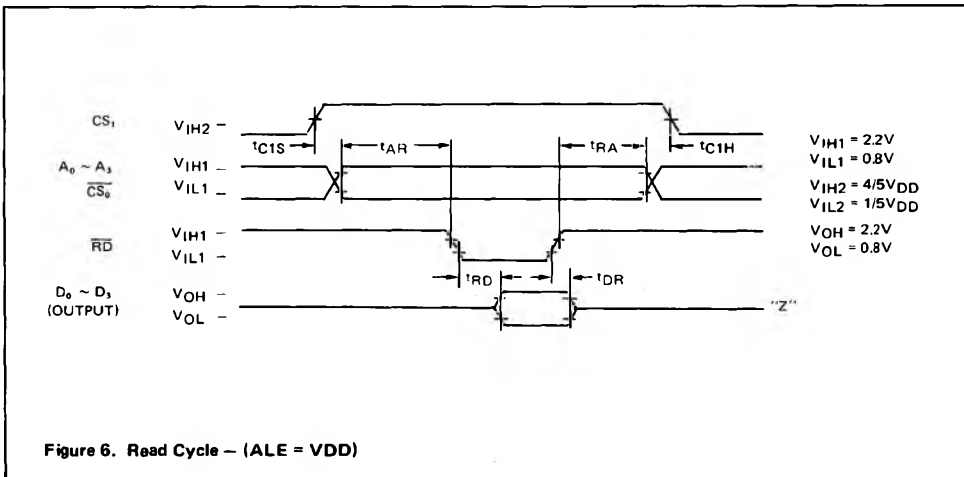 CS₁ VIH2
tC1S tAR tRA tC1H
A₀ ~ A₃ VIH1
CS₀ VIL1
RD VIH1
VIL1
tRD tDR
D₀ ~ D₃ VOH
(OUTPUT) VOL
"Z"
VIH1 = 2.2V
VIL1 = 0.8V
VIH2 = 4/5VDD
VIL2 = 1/5VDD
VOH = 2.2V
VOL = 0.8V
Figure 6. Read Cycle — (ALE = VDD)